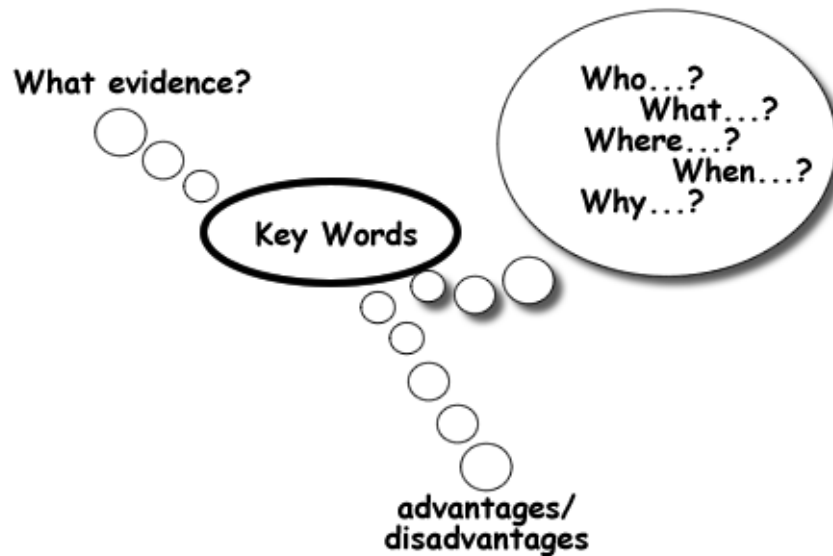 What evidence?
Who...?
What...?
Where...?
When...?
Why...?
Key Words
advantages/
disadvantages